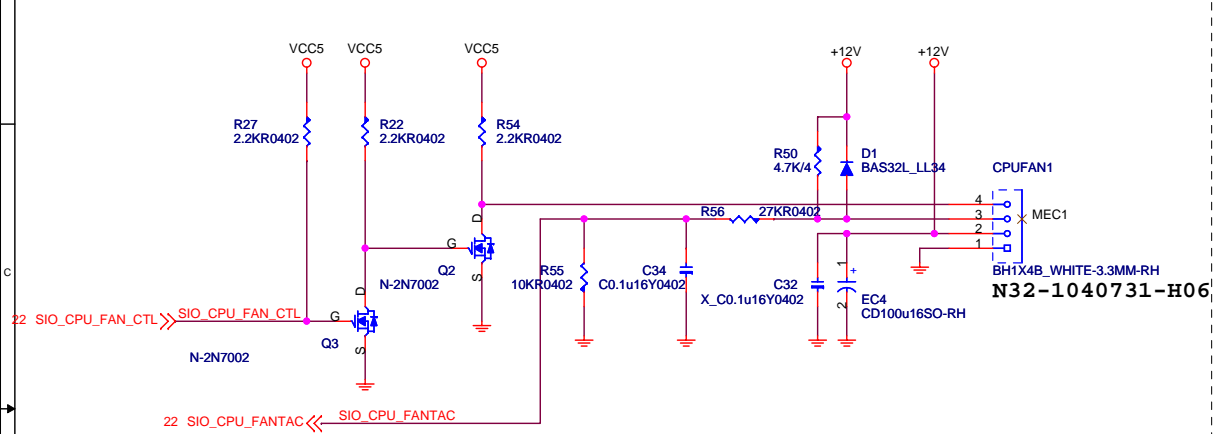 VCC5
VCC5
VCC5
+12V
+12V
R27
2.2KR0402
R22
2.2KR0402
R54
2.2KR0402
R50
4.7K/4
D1
BAS32L_LL34
CPUFAN1
4
3
2
1
MEC1
R56
27KR0402
D
G
S
Q2
N-2N7002
R55
10KR0402
C34
C0.1u16Y0402
C32
X_C0.1u16Y0402
1
+
2
EC4
CD100u16SO-RH
BH1X4B_WHITE-3.3MM-RH
N32-1040731-H06
C
22 SIO_CPU_FAN_CTL
SIO_CPU_FAN_CTL
D
G
S
Q3
N-2N7002
22 SIO_CPU_FANTAC
SIO_CPU_FANTAC